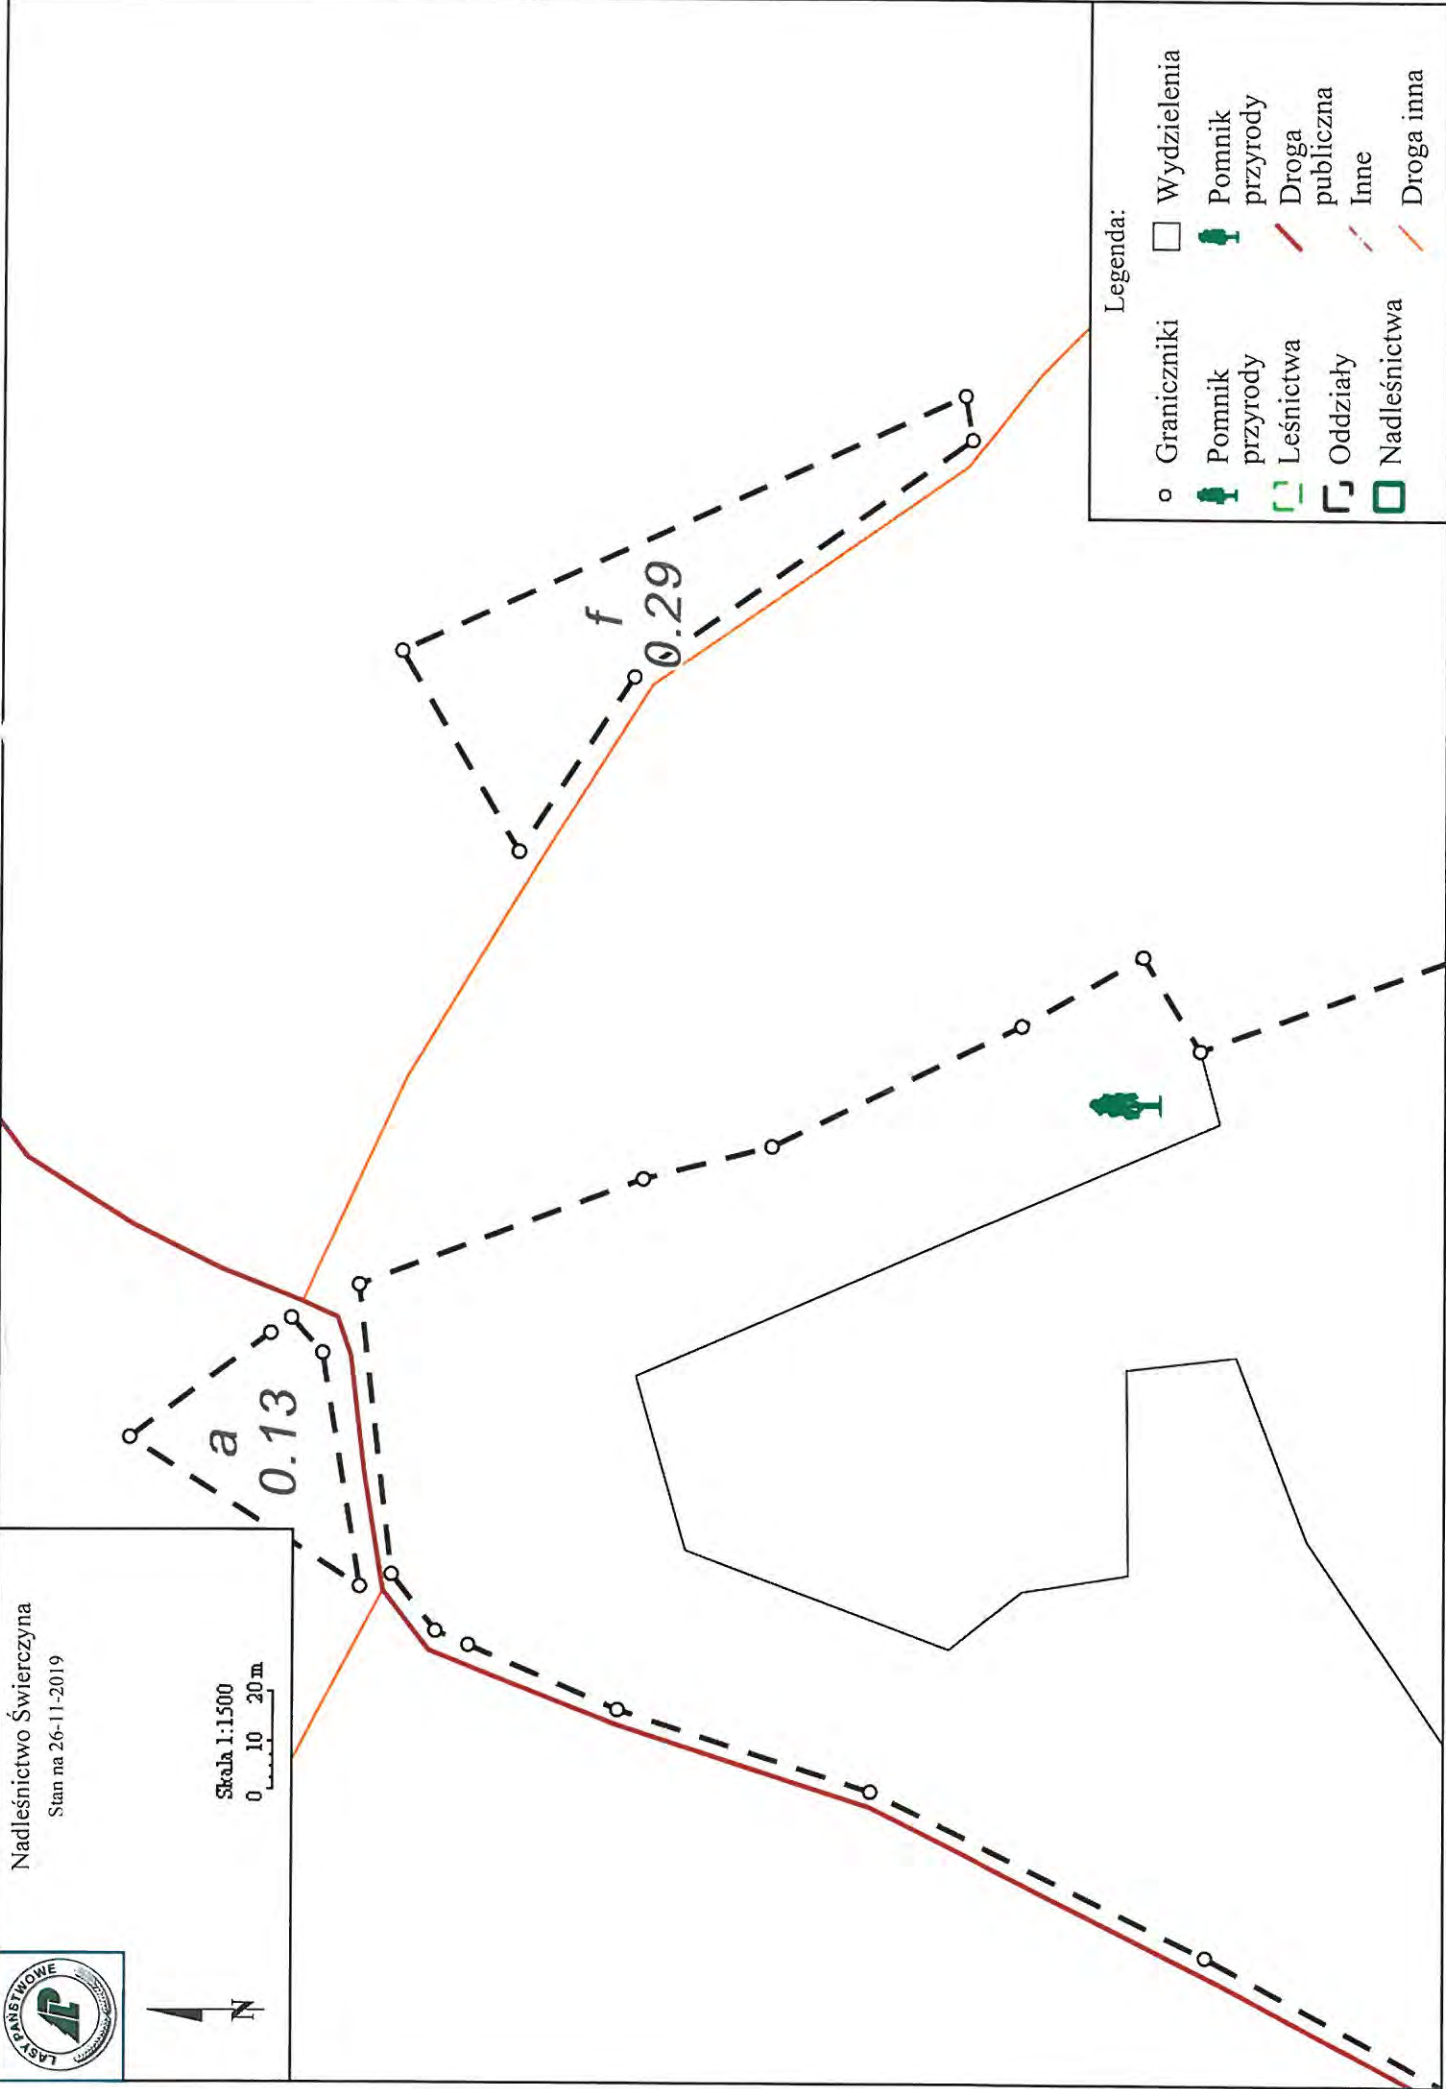 LASY PAŃSTWOWE
LP
Nadleśnictwo Świerczyna
Stan na 26-11-2019
N
Skala 1:1500
0 10 20 m
a
0.13
f
0.29
Legenda:
Graniczniki
Pomnik
przyrody
Leśnictwa
Oddziały
Nadleśnictwa
Wydzielenia
Pomnik
przyrody
Droga
publiczna
Inne
Droga inna